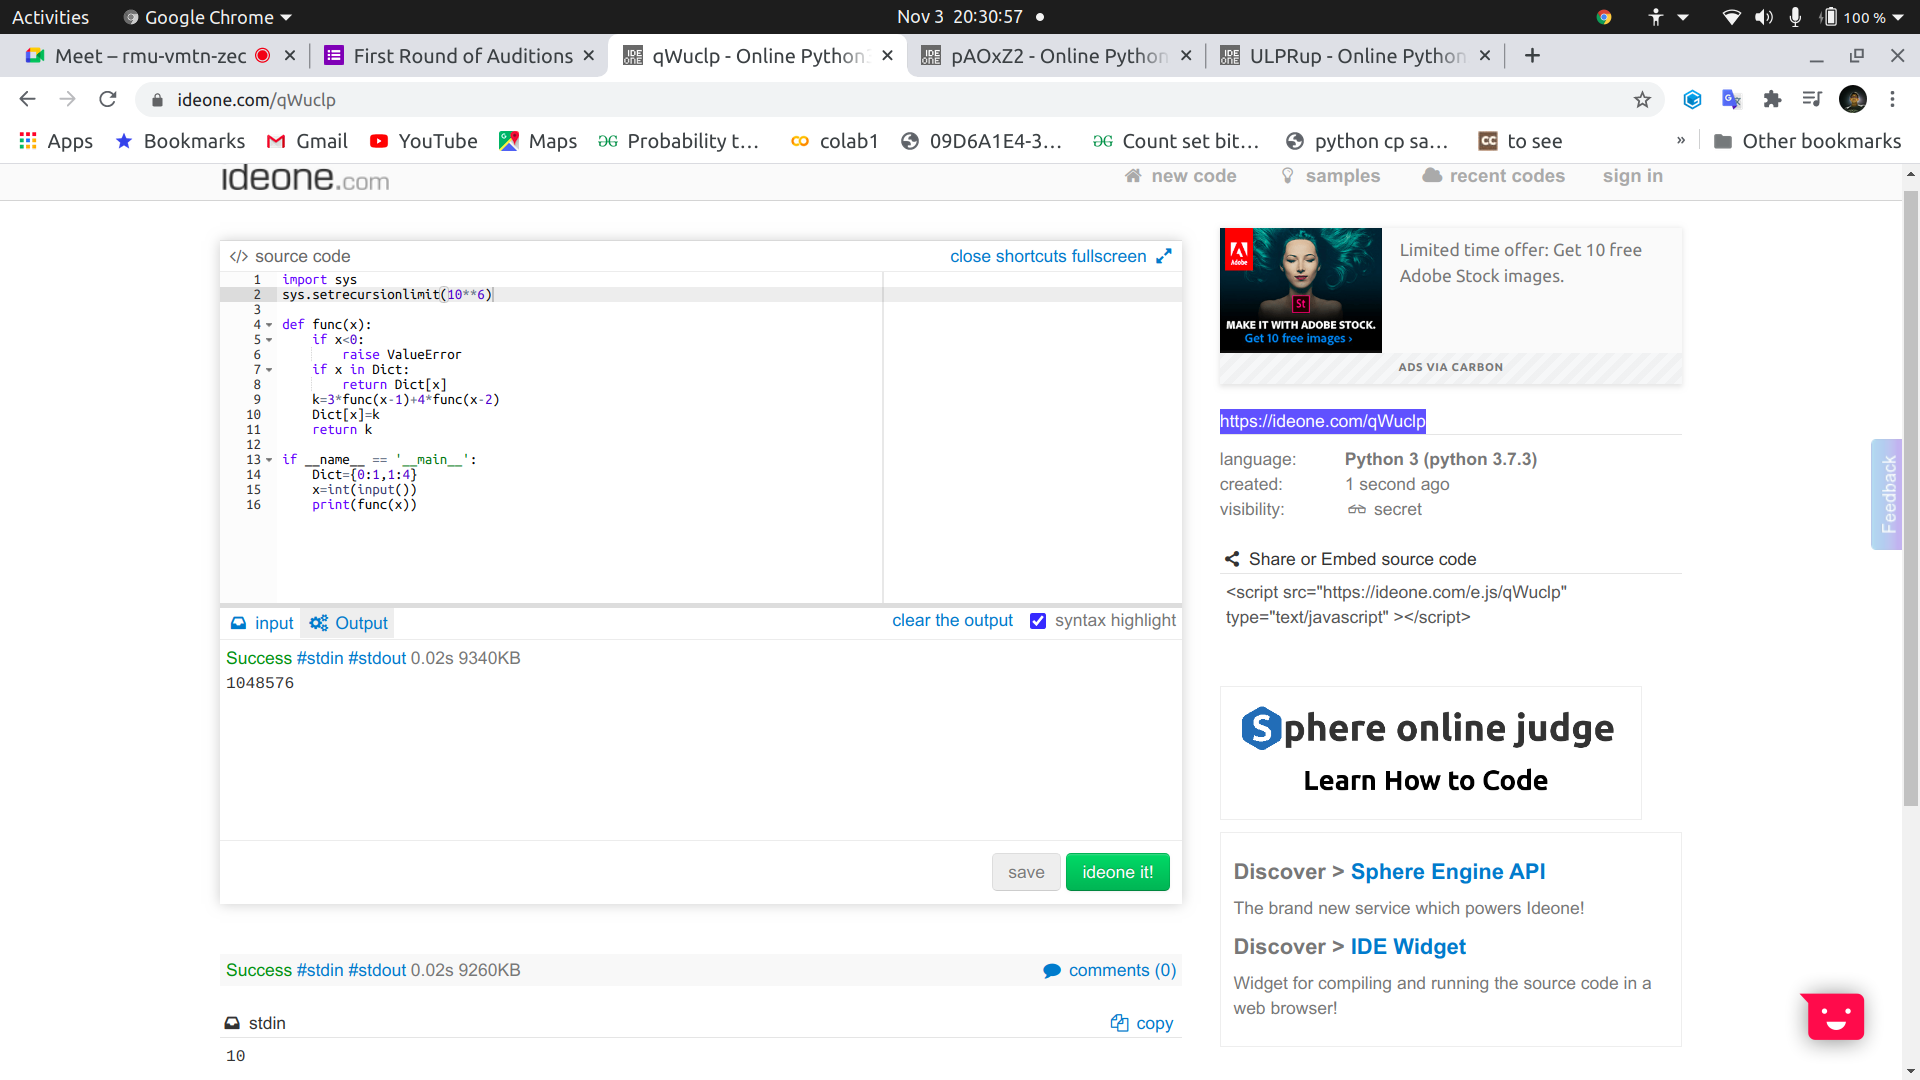 Activities Google Chrome Nov 3 20:30:57 100 %
Meet – rmu-vmtn-zec First Round of Auditions qWuclp - Online Python3 pAOxZ2 - Online Python ULPRup - Online Python
ideone.com/qWuclp
Apps Bookmarks Gmail YouTube Maps Probability t... colab1 09D6A1E4-3... Count set bit... python cp sa... to see » Other bookmarks
ideone.com new code samples recent codes sign in
</> source code close shortcuts fullscreen
1 import sys
2 sys.setrecursionlimit(10**6)
3
4 def func(x):
5 if x<0:
6 raise ValueError
7 if x in Dict:
8 return Dict[x]
9 k=3*func(x-1)+4*func(x-2)
10 Dict[x]=k
11 return k
12
13 if __name__ == '__main__':
14 Dict={0:1,1:4}
15 x=int(input())
16 print(func(x))
input Output clear the output syntax highlight
Success #stdin #stdout 0.02s 9340KB
1048576
save ideone it!
Success #stdin #stdout 0.02s 9260KB comments (0)
stdin copy
10
Adobe
St
MAKE IT WITH ADOBE STOCK.
Get 10 free images ›
Limited time offer: Get 10 free
Adobe Stock images.
ADS VIA CARBON
https://ideone.com/qWuclp
language: Python 3 (python 3.7.3)
created: 1 second ago
visibility: secret
Share or Embed source code
<script src="https://ideone.com/e.js/qWuclp"
type="text/javascript" ></script>
Sphere online judge
Learn How to Code
Discover > Sphere Engine API
The brand new service which powers Ideone!
Discover > IDE Widget
Widget for compiling and running the source code in a
web browser!
Feedback